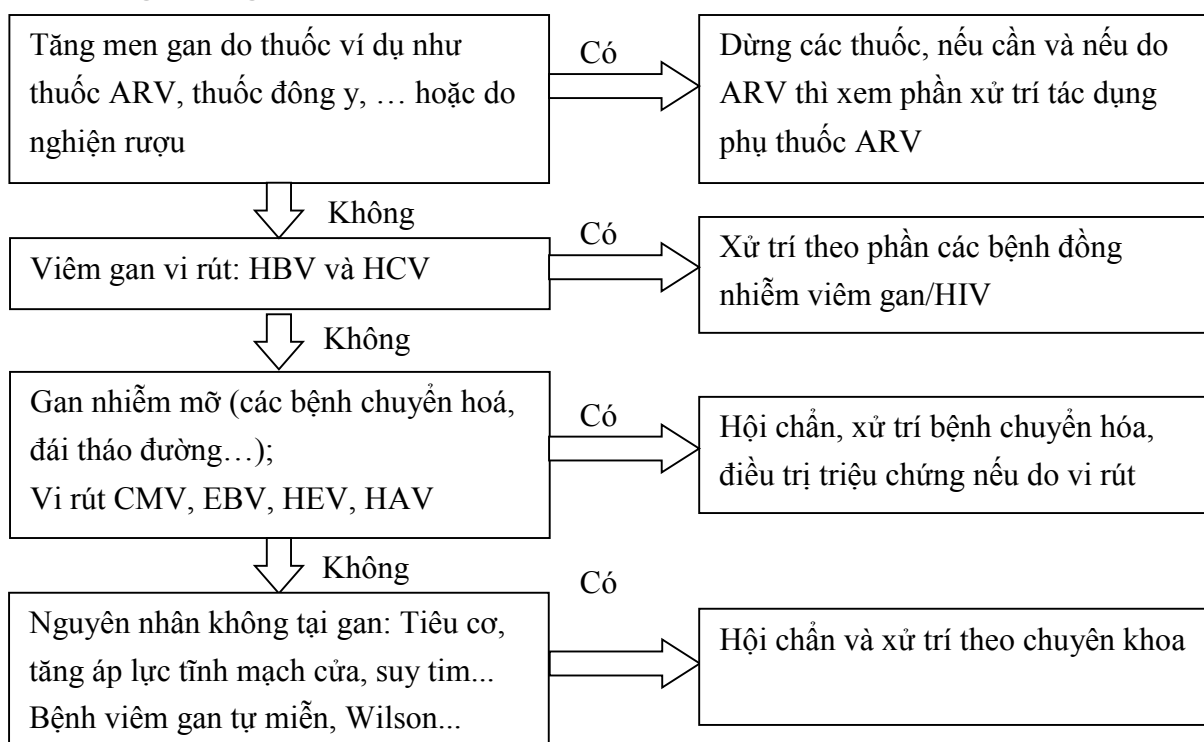 Tăng men gan do thuốc ví dụ như
thuốc ARV, thuốc đông y, … hoặc do
nghiện rượu
Có
Dừng các thuốc, nếu cần và nếu do
ARV thì xem phần xử trí tác dụng
phụ thuốc ARV
Không
Viêm gan vi rút: HBV và HCV
Có
Xử trí theo phần các bệnh đồng
nhiễm viêm gan/HIV
Không
Gan nhiễm mỡ (các bệnh chuyển hoá,
đái tháo đường…);
Vi rút CMV, EBV, HEV, HAV
Có
Hội chẩn, xử trí bệnh chuyển hóa,
điều trị triệu chứng nếu do vi rút
Không
Nguyên nhân không tại gan: Tiêu cơ,
tăng áp lực tĩnh mạch cửa, suy tim...
Bệnh viêm gan tự miễn, Wilson...
Có
Hội chẩn và xử trí theo chuyên khoa